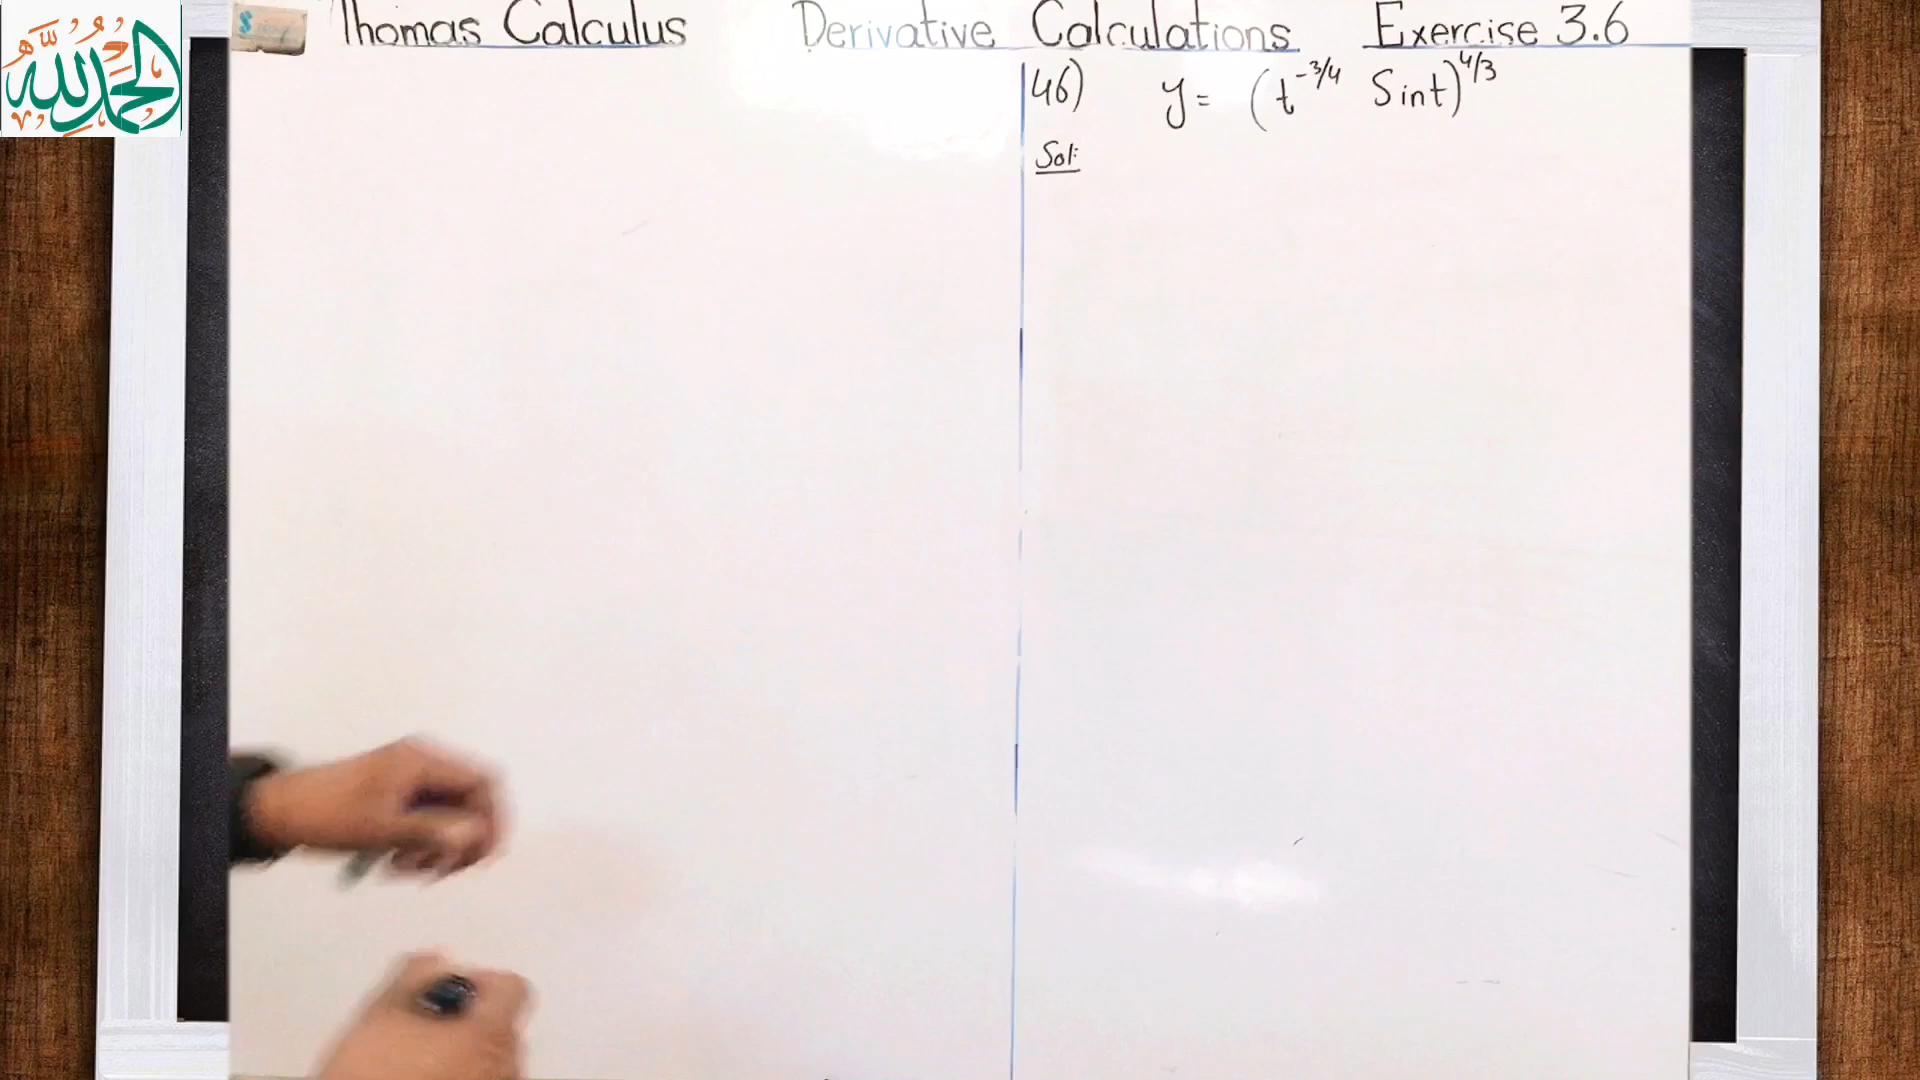 الحمد لله
Thomas Calculus Derivative Calculations Exercise 3.6
46) y = (t^-3/4 Sint)^4/3
Sol: